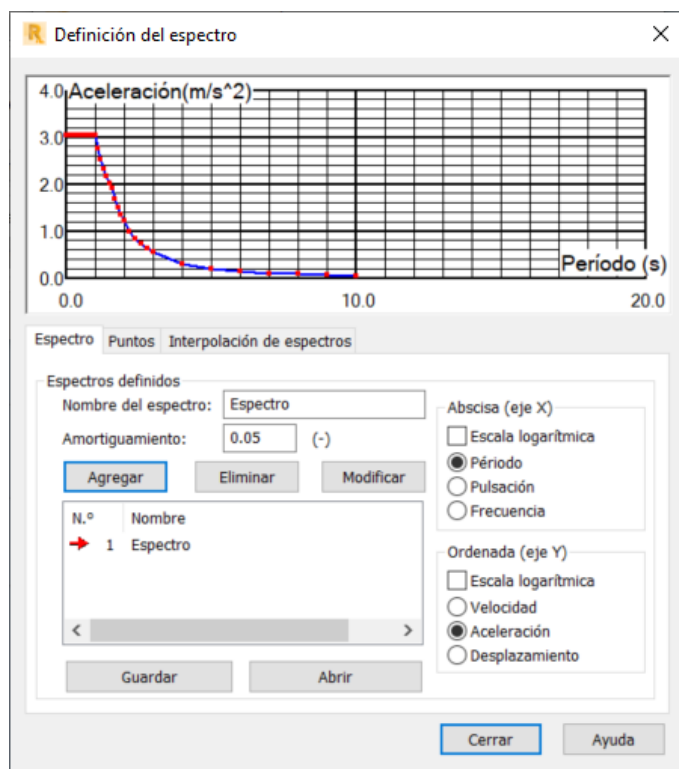 Definición del espectro
4.0 Aceleración(m/s^2)
3.0
2.0
1.0
Período (s)
0.0
0.0 10.0 20.0
Espectro Puntos Interpolación de espectros
Espectros definidos
Nombre del espectro: Espectro
Amortiguamiento: 0.05 (-)
Agregar Eliminar Modificar
N.º Nombre
1 Espectro
Guardar Abrir
Abscisa (eje X)
Escala logarítmica
Périodo
Pulsación
Frecuencia
Ordenada (eje Y)
Escala logarítmica
Velocidad
Aceleración
Desplazamiento
Cerrar Ayuda